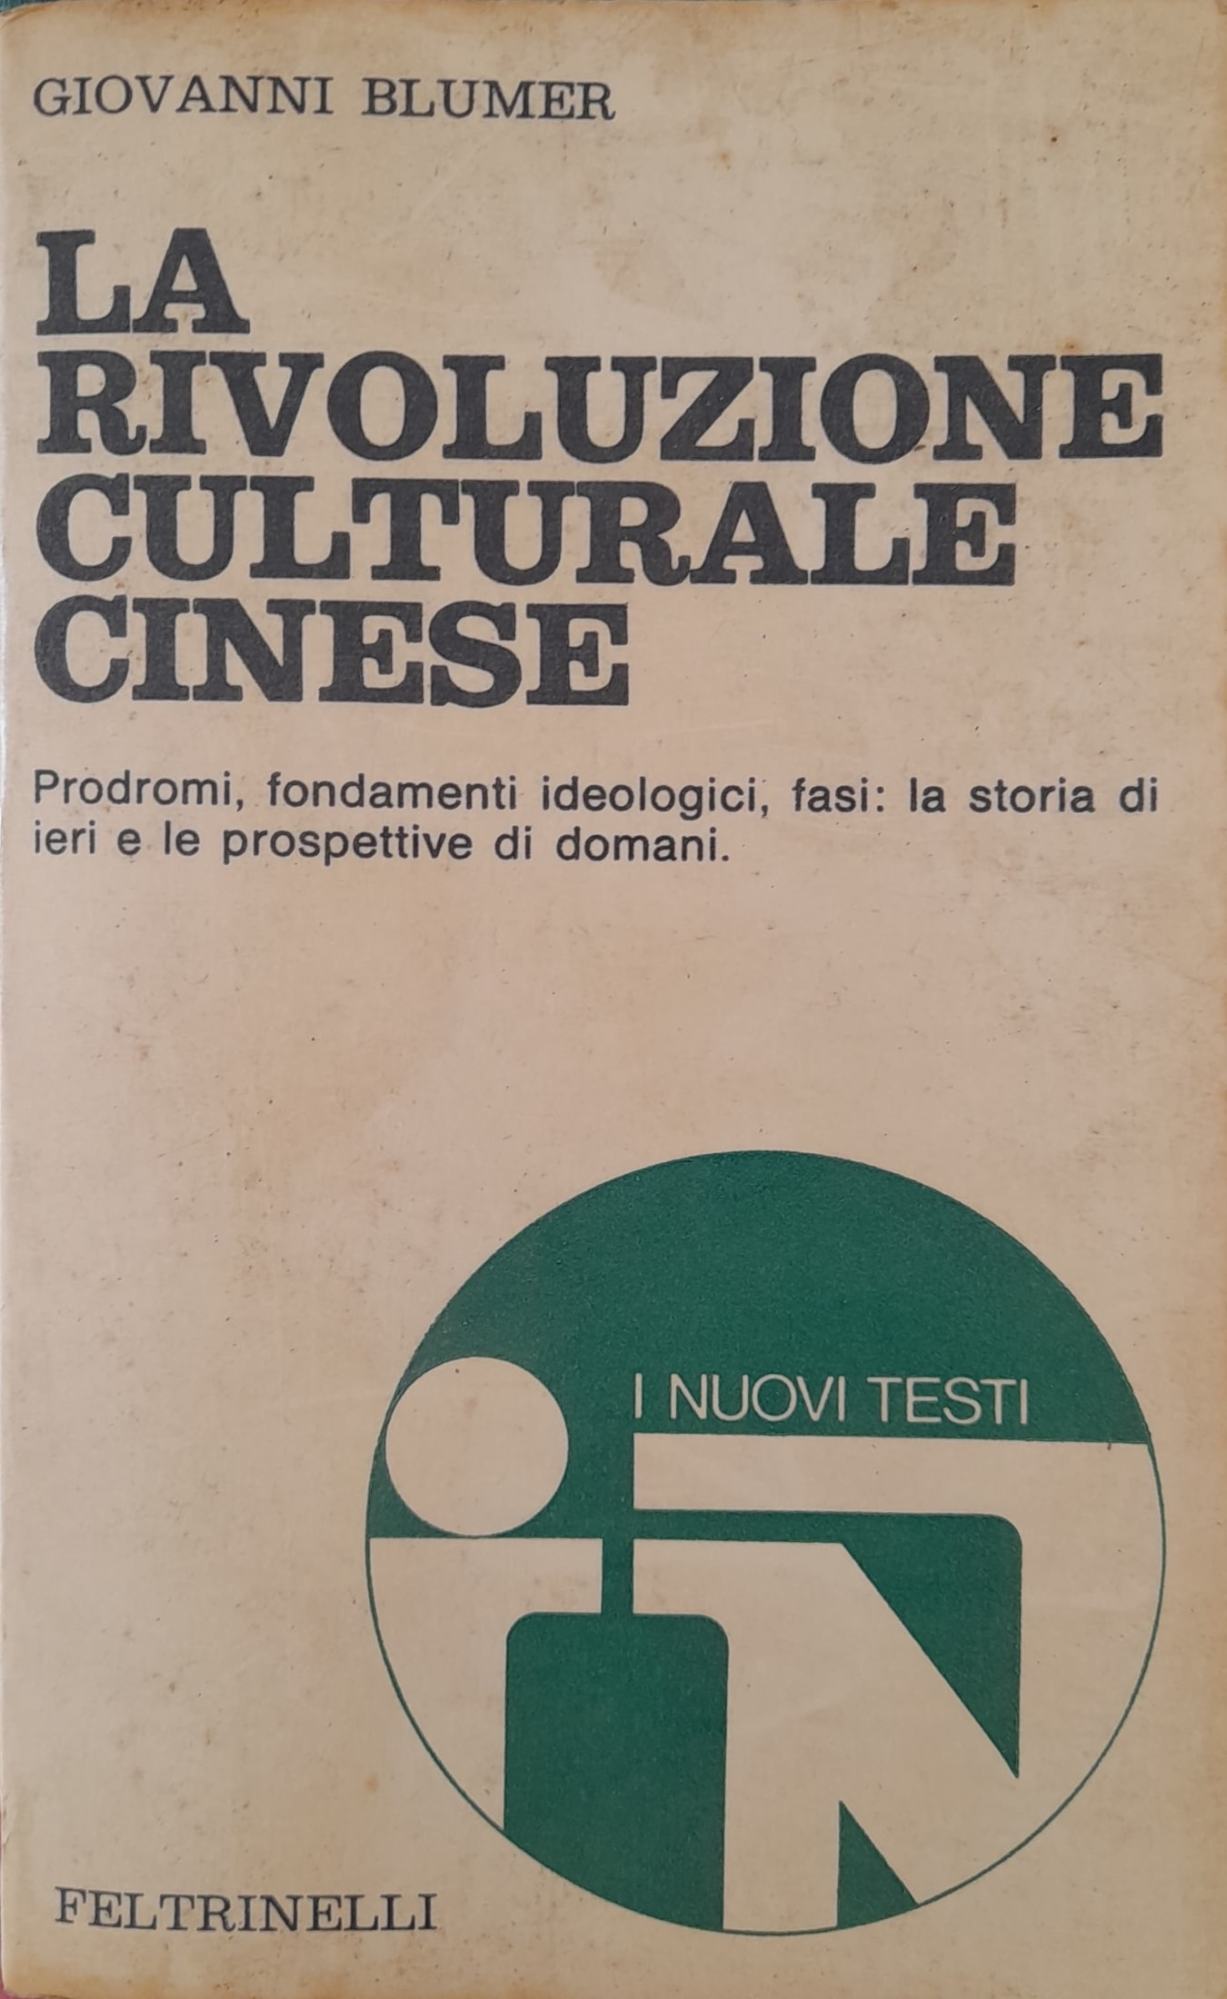 GIOVANNI BLUMER
LA
RIVOLUZIONE
CULTURALE
CINESE
Prodromi, fondamenti ideologici, fasi: la storia di
ieri e le prospettive di domani.
I NUOVI TESTI
FELTRINELLI